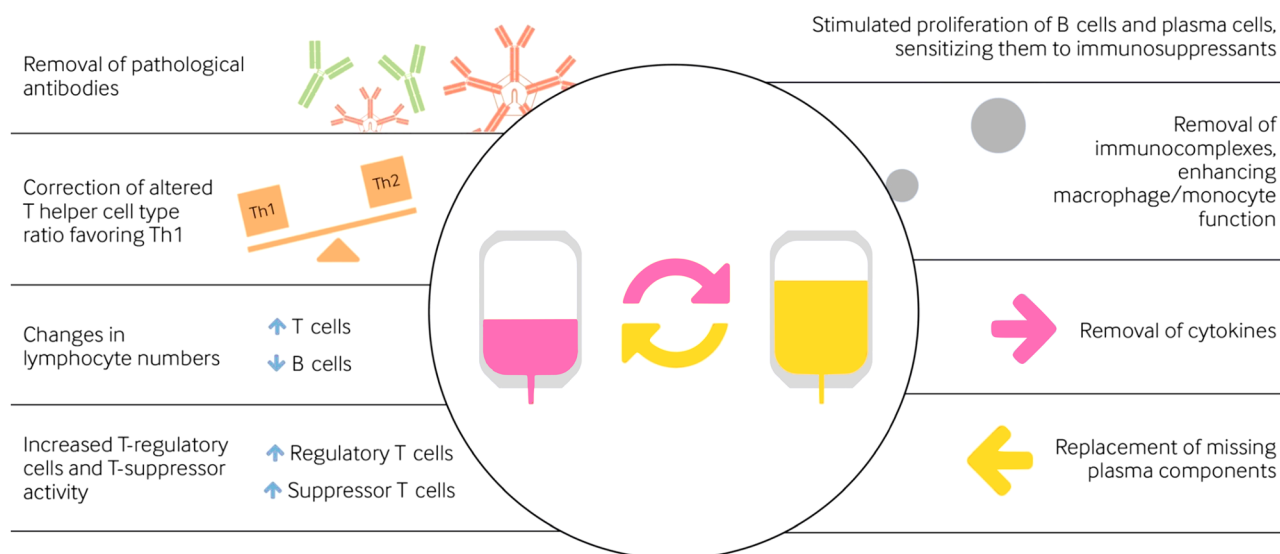 Removal of pathological
antibodies
Correction of altered
T helper cell type
ratio favoring Th1
Th1
Th2
Changes in
lymphocyte numbers
T cells
B cells
Increased T-regulatory
cells and T-suppressor
activity
Regulatory T cells
Suppressor T cells
Stimulated proliferation of B cells and plasma cells,
sensitizing them to immunosuppressants
Removal of
immunocomplexes,
enhancing
macrophage/monocyte
function
Removal of cytokines
Replacement of missing
plasma components